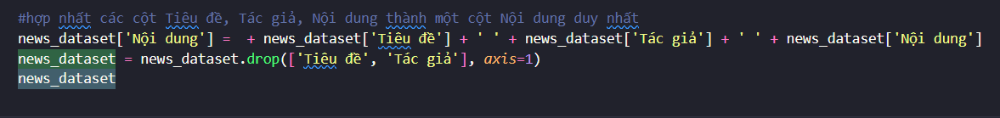 #hợp nhất các cột Tiêu đề, Tác giả, Nội dung thành một cột Nội dung duy nhất
news_dataset['Nội dung'] =  + news_dataset['Tiêu đề'] + ' ' + news_dataset['Tác giả'] + ' ' + news_dataset['Nội dung']
news_dataset = news_dataset.drop(['Tiêu đề', 'Tác giả'], axis=1)
news_dataset